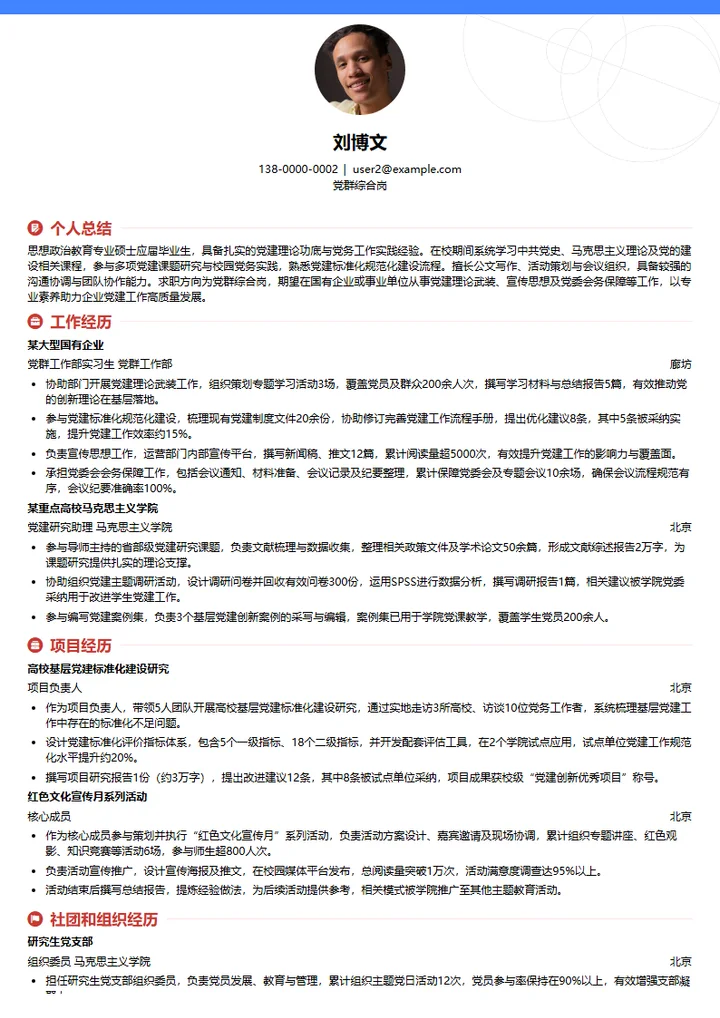 刘博文
138-0000-0002 | user2@example.com
党群综合岗
个人总结
思想政治教育专业硕士应届毕业生，具备扎实的党建理论功底与党务工作实践经验。在校期间系统学习中共党史、马克思主义理论及党的建
设相关课程，参与多项党建课题研究与校园党务实践，熟悉党建标准化规范化建设流程。擅长公文写作、活动策划与会议组织，具备较强的
沟通协调与团队协作能力。求职方向为党群综合岗，期望在国有企业或事业单位从事党建理论武装、宣传思想及党委会务保障等工作，以专
业素养助力企业党建工作高质量发展。
工作经历
某大型国有企业
党群工作部实习生 党群工作部 廊坊
• 协助部门开展党建理论武装工作，组织策划专题学习活动3场，覆盖党员及群众200余人次，撰写学习材料与总结报告5篇，有效推动党
的创新理论在基层落地。
• 参与党建标准化规范化建设，梳理现有党建制度文件20余份，协助修订完善党建工作流程手册，提出优化建议8条，其中5条被采纳实
施，提升党建工作效率约15%。
• 负责宣传思想工作，运营部门内部宣传平台，撰写新闻稿、推文12篇，累计阅读量超5000次，有效提升党建工作的影响力与覆盖面。
• 承担党委会会务保障工作，包括会议通知、材料准备、会议记录及纪要整理，累计保障党委会及专题会议10余场，确保会议流程规范有
序，会议纪要准确率100%。
某重点高校马克思主义学院
党建研究助理 马克思主义学院 北京
• 参与导师主持的省部级党建研究课题，负责文献梳理与数据收集，整理相关政策文件及学术论文50余篇，形成文献综述报告2万字，为
课题研究提供扎实的理论支撑。
• 协助组织党建主题调研活动，设计调研问卷并回收有效问卷300份，运用SPSS进行数据分析，撰写调研报告1篇，相关建议被学院党委
采纳用于改进学生党建工作。
• 参与编写党建案例集，负责3个基层党建创新案例的采写与编辑，案例集已用于学院党课教学，覆盖学生党员200余人。
项目经历
高校基层党建标准化建设研究
项目负责人 北京
• 作为项目负责人，带领5人团队开展高校基层党建标准化建设研究，通过实地走访3所高校、访谈10位党务工作者，系统梳理基层党建工
作中存在的标准化不足问题。
• 设计党建标准化评价指标体系，包含5个一级指标、18个二级指标，并开发配套评估工具，在2个学院试点应用，试点单位党建工作规范
化水平提升约20%。
• 撰写项目研究报告1份（约3万字），提出改进建议12条，其中8条被试点单位采纳，项目成果获校级“党建创新优秀项目”称号。
红色文化宣传月系列活动
核心成员 北京
• 作为核心成员参与策划并执行“红色文化宣传月”系列活动，负责活动方案设计、嘉宾邀请及现场协调，累计组织专题讲座、红色观
影、知识竞赛等活动6场，参与师生超800人次。
• 负责活动宣传推广，设计宣传海报及推文，在校园媒体平台发布，总阅读量突破1万次，活动满意度调查达95%以上。
• 活动结束后撰写总结报告，提炼经验做法，为后续活动提供参考，相关模式被学院推广至其他主题教育活动。
社团和组织经历
研究生党支部
组织委员 马克思主义学院 北京
• 担任研究生党支部组织委员，负责党员发展、教育与管理，累计组织主题党日活动12次，党员参与率保持在90%以上，有效增强支部凝